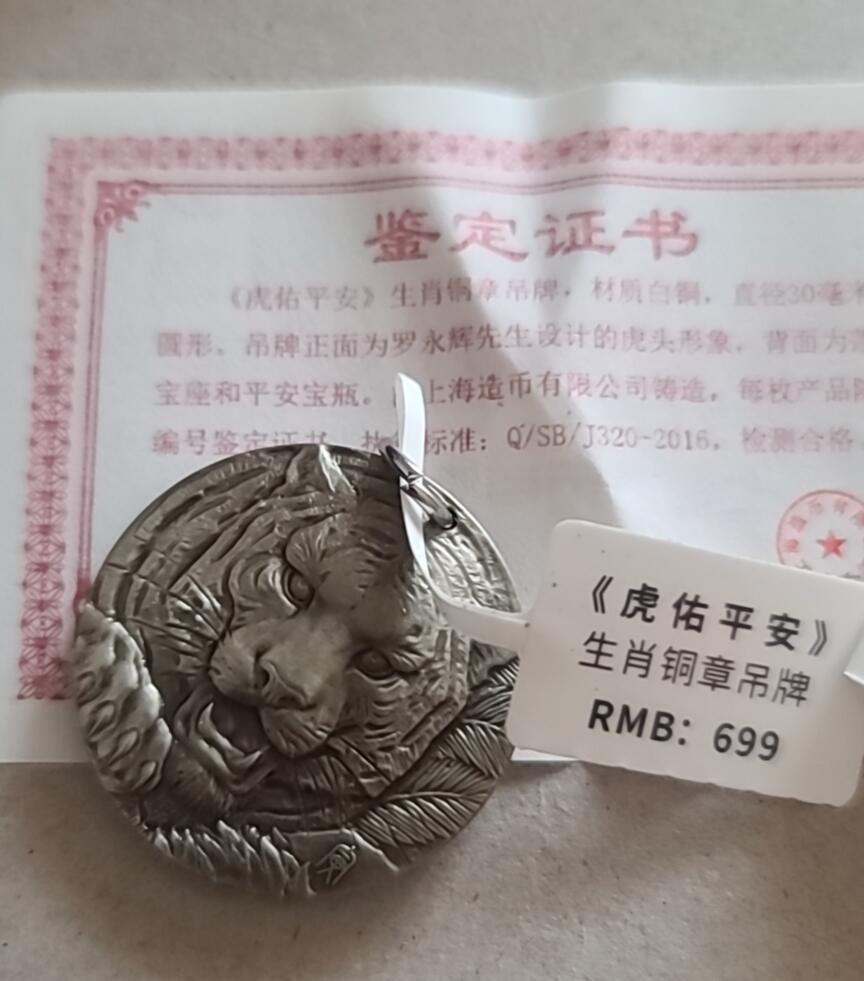 鉴定证书
《虎佑平安》生肖铜章吊牌，材质白铜，直径30毫米
圆形。吊牌正面为罗永辉先生设计的虎头形象，背面为
宝座和平安宝瓶。 上海造币有限公司铸造，每枚产品附
编号鉴定证书 执行标准：Q/SB/J320-2016，检测合格
《虎佑平安》
生肖铜章吊牌
RMB：699